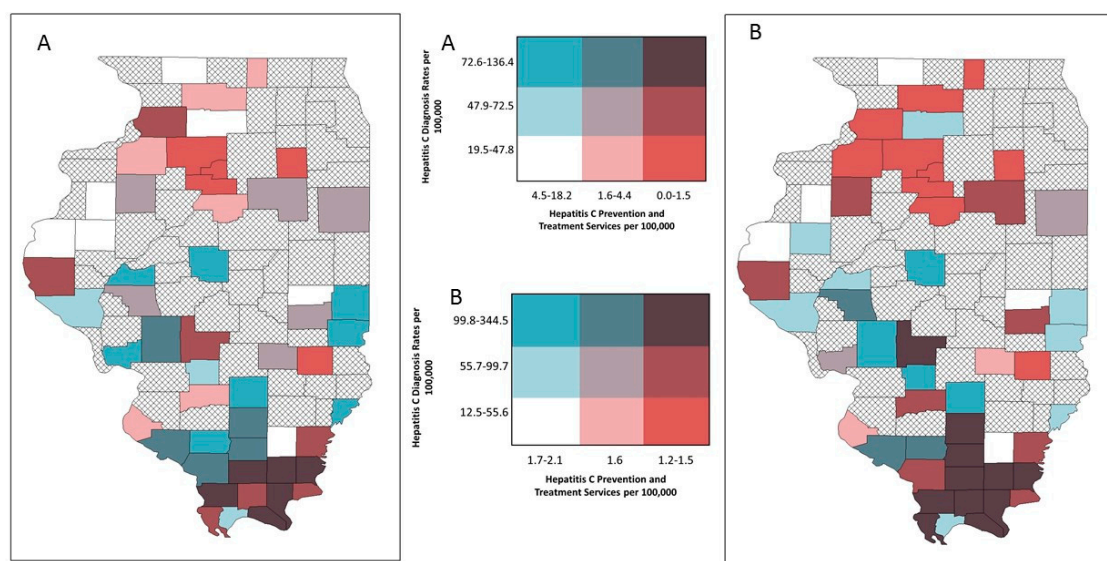 A
A
B
Hepatitis C Diagnosis Rates per
100,000
72.6-136.4
47.9-72.5
19.5-47.8
4.5-18.2 1.6-4.4 0.0-1.5
Hepatitis C Prevention and
Treatment Services per 100,000
B
Hepatitis C Diagnosis Rates per
100,000
99.8-344.5
55.7-99.7
12.5-55.6
1.7-2.1 1.6 1.2-1.5
Hepatitis C Prevention and
Treatment Services per 100,000